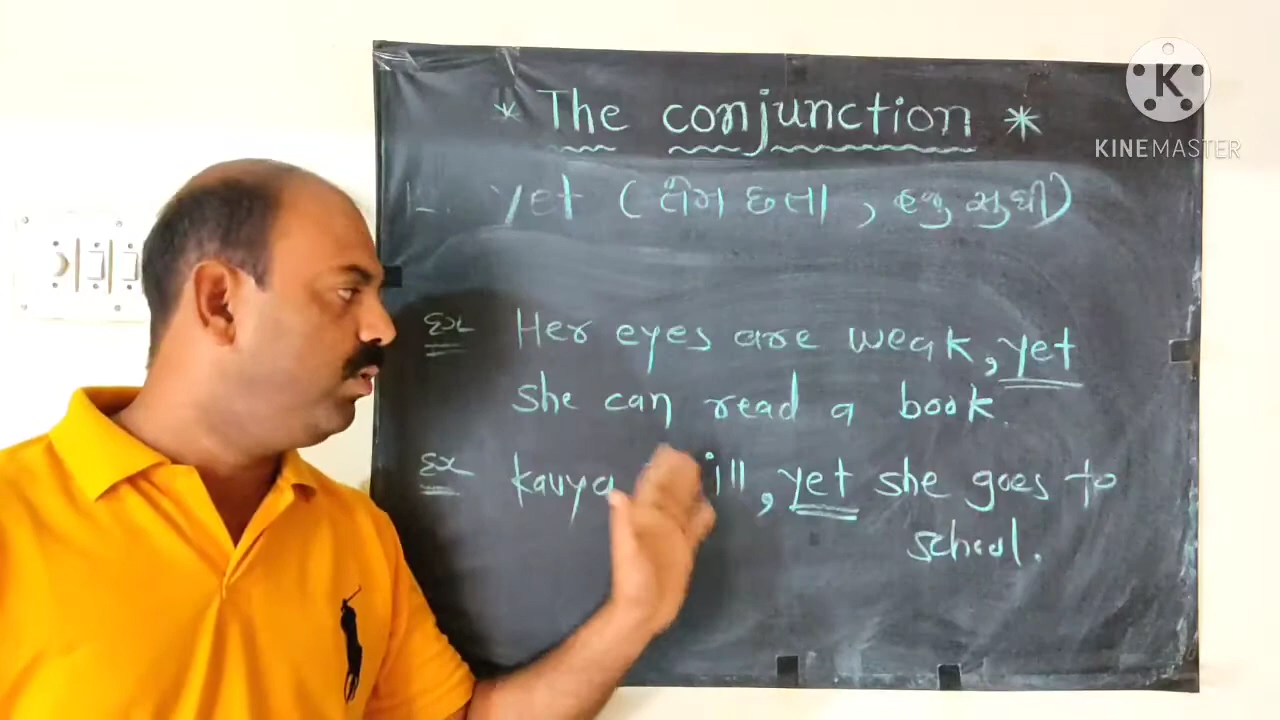 * The conjunction *
K
KINEMASTER
1. yet (તેમ છતા , હજુ સુધી)
Ex Her eyes are weak, yet
she can read a book.
Ex Kavya ill, yet she goes to
school.